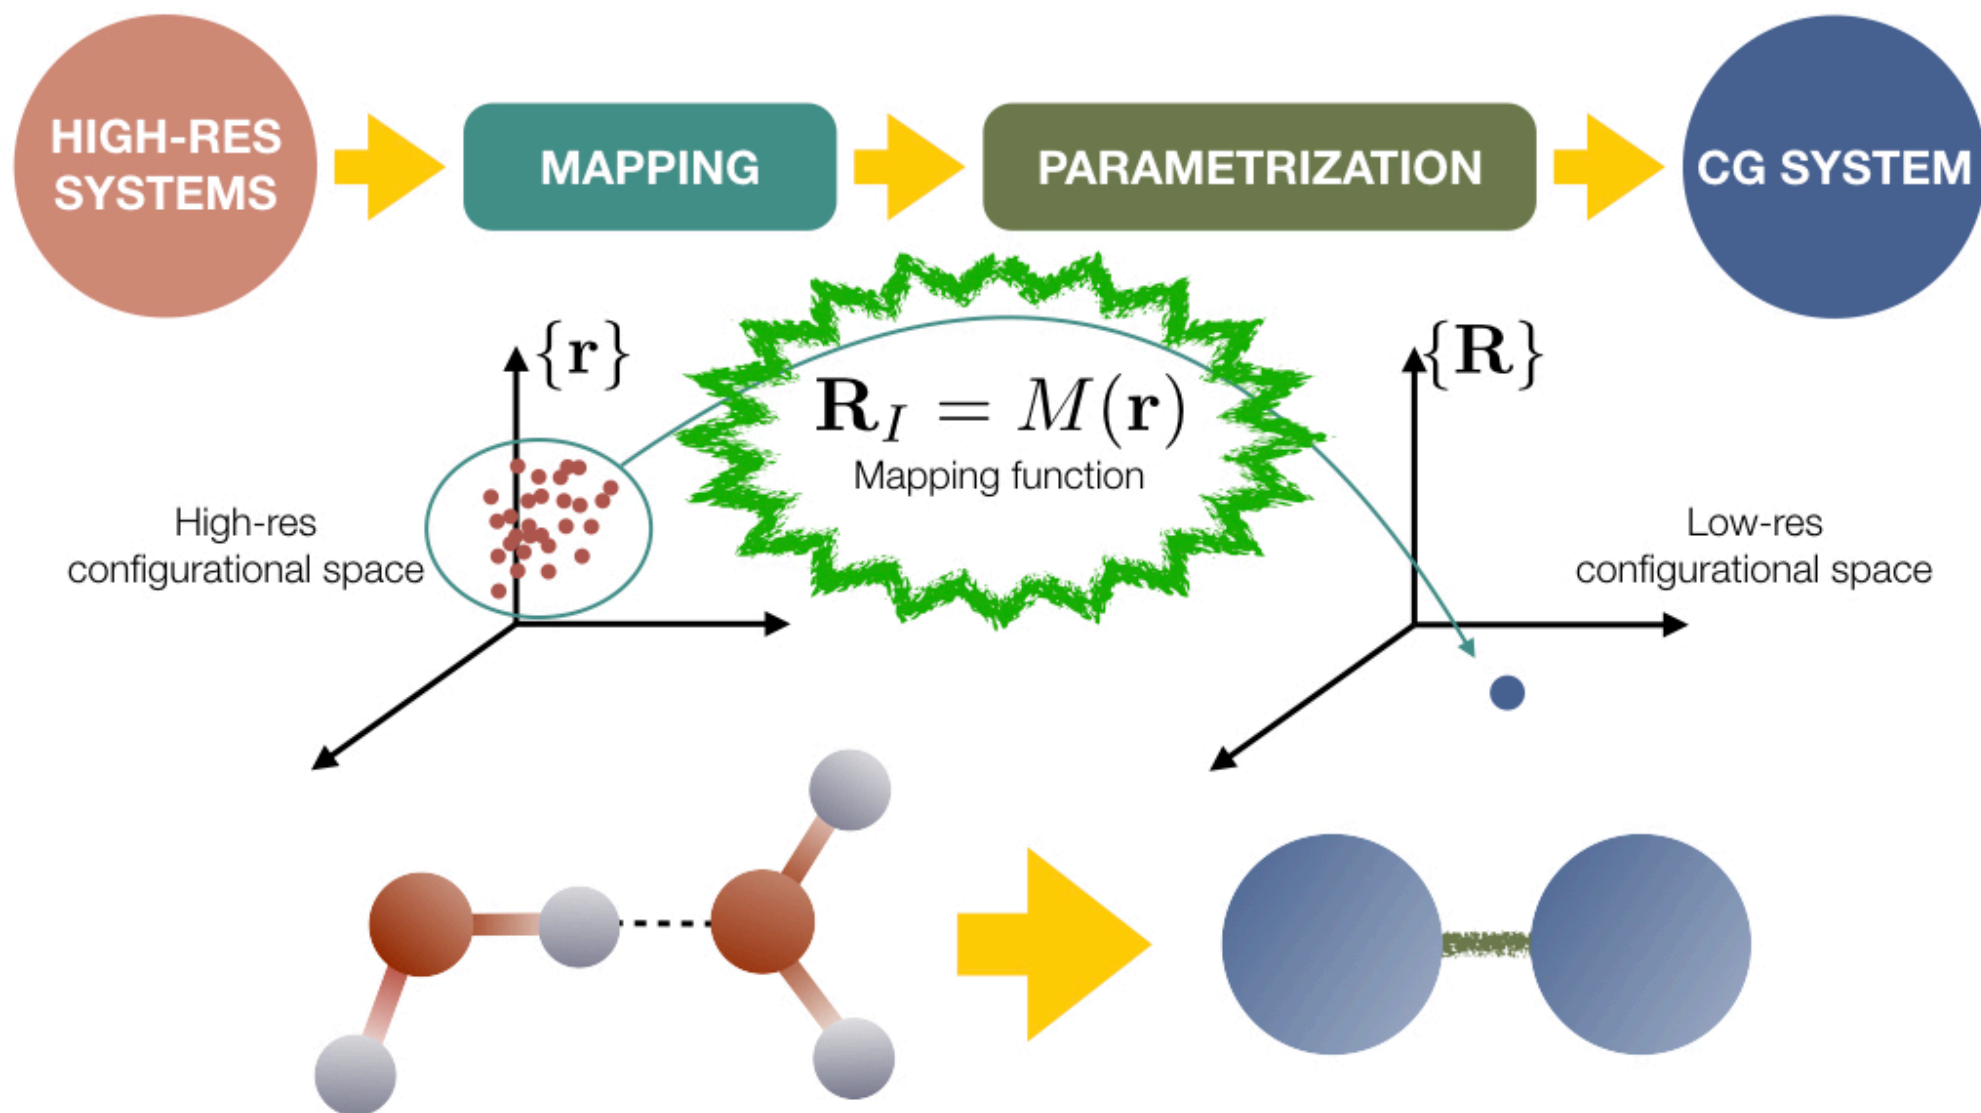 HIGH-RES
SYSTEMS
MAPPING
PARAMETRIZATION
CG SYSTEM
{r}
R_I = M(r)
Mapping function
{R}
High-res
configurational space
Low-res
configurational space